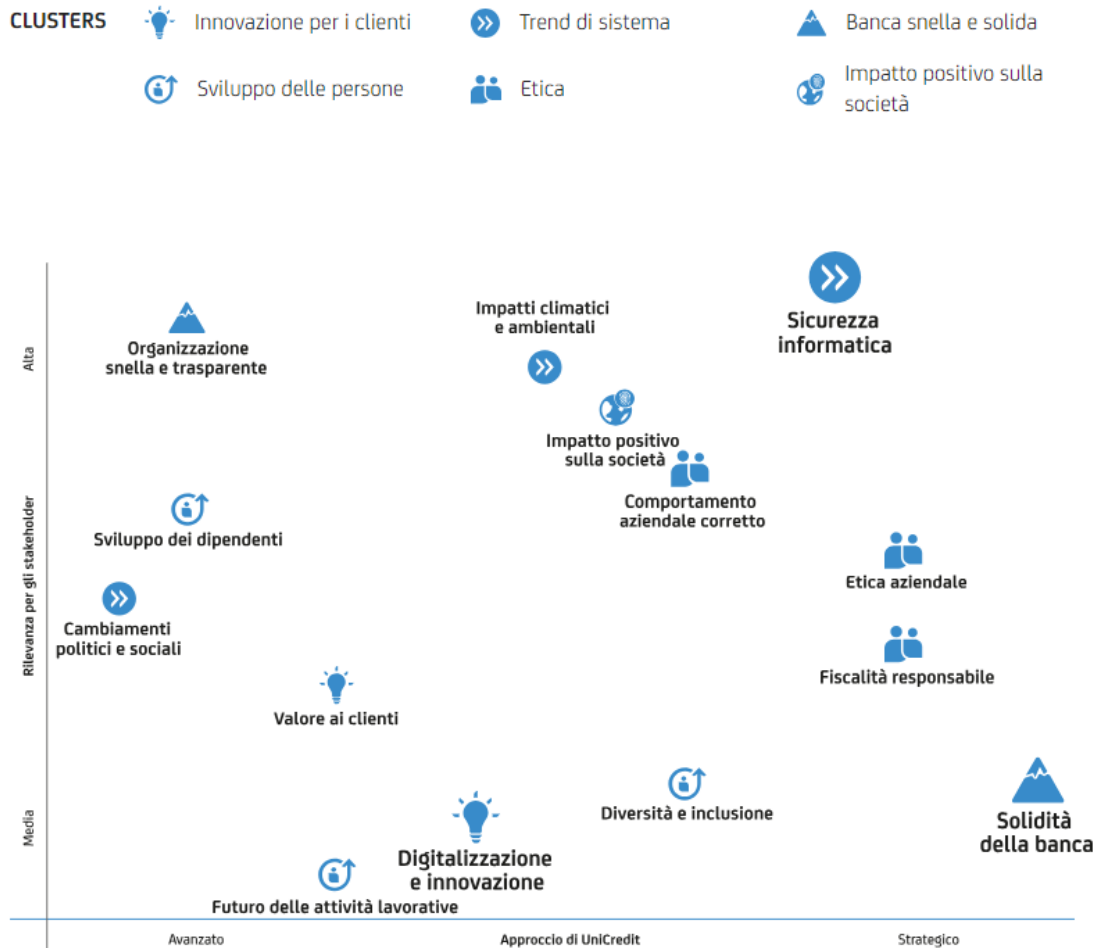 CLUSTERS
Innovazione per i clienti
Trend di sistema
Banca snella e solida
Sviluppo delle persone
Etica
Impatto positivo sulla
società
Impatti climatici
e ambientali
Sicurezza
informatica
Organizzazione
snella e trasparente
Alta
Impatto positivo
sulla società
Comportamento
aziendale corretto
Sviluppo dei dipendenti
Etica aziendale
Rilevanza per gli stakeholder
Cambiamenti
politici e sociali
Fiscalità responsabile
Valore ai clienti
Diversità e inclusione
Solidità
della banca
Media
Digitalizzazione
e innovazione
Futuro delle attività lavorative
Avanzato
Approccio di UniCredit
Strategico